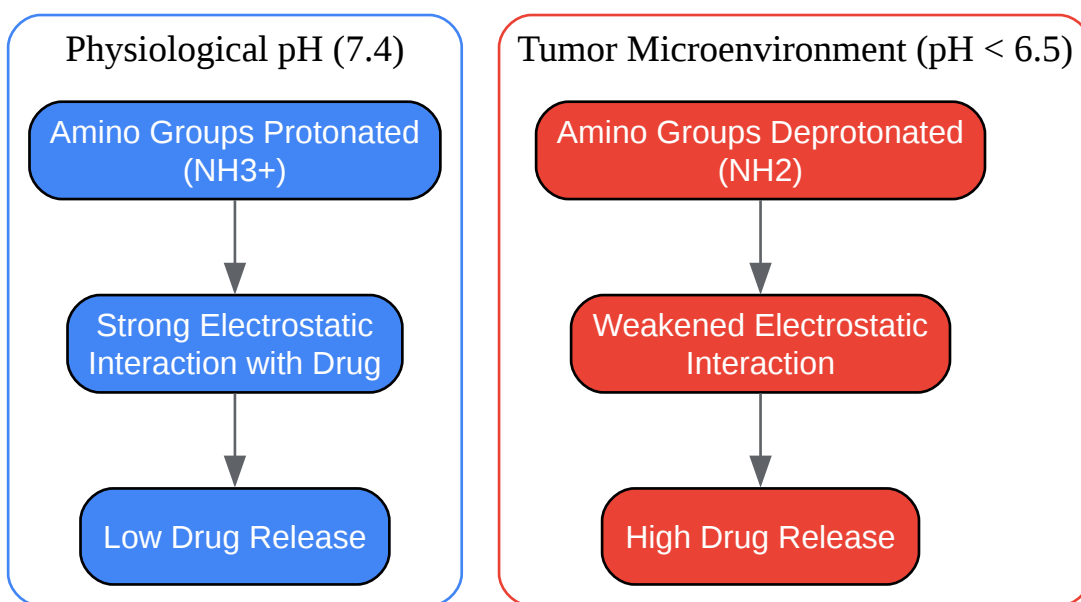 Physiological pH (7.4)
Amino Groups Protonated
(NH3+)
Strong Electrostatic
Interaction with Drug
Low Drug Release
Tumor Microenvironment (pH < 6.5)
Amino Groups Deprotonated
(NH2)
Weakened Electrostatic
Interaction
High Drug Release